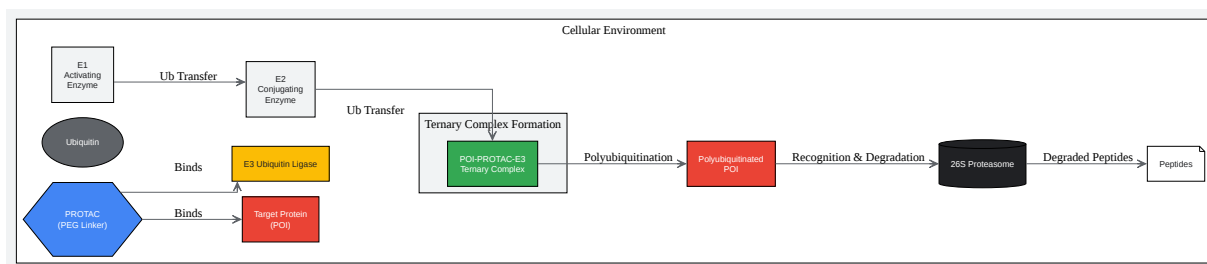 Cellular Environment
E1
Activating
Enzyme
Ub Transfer
E2
Conjugating
Enzyme
Ub Transfer
Ubiquitin
Binds
E3 Ubiquitin Ligase
PROTAC
(PEG Linker)
Binds
Target Protein
(POI)
Ternary Complex Formation
POI-PROTAC-E3
Ternary Complex
Polyubiquitination
Polyubiquitinated
POI
Recognition & Degradation
26S Proteasome
Degraded Peptides
Peptides